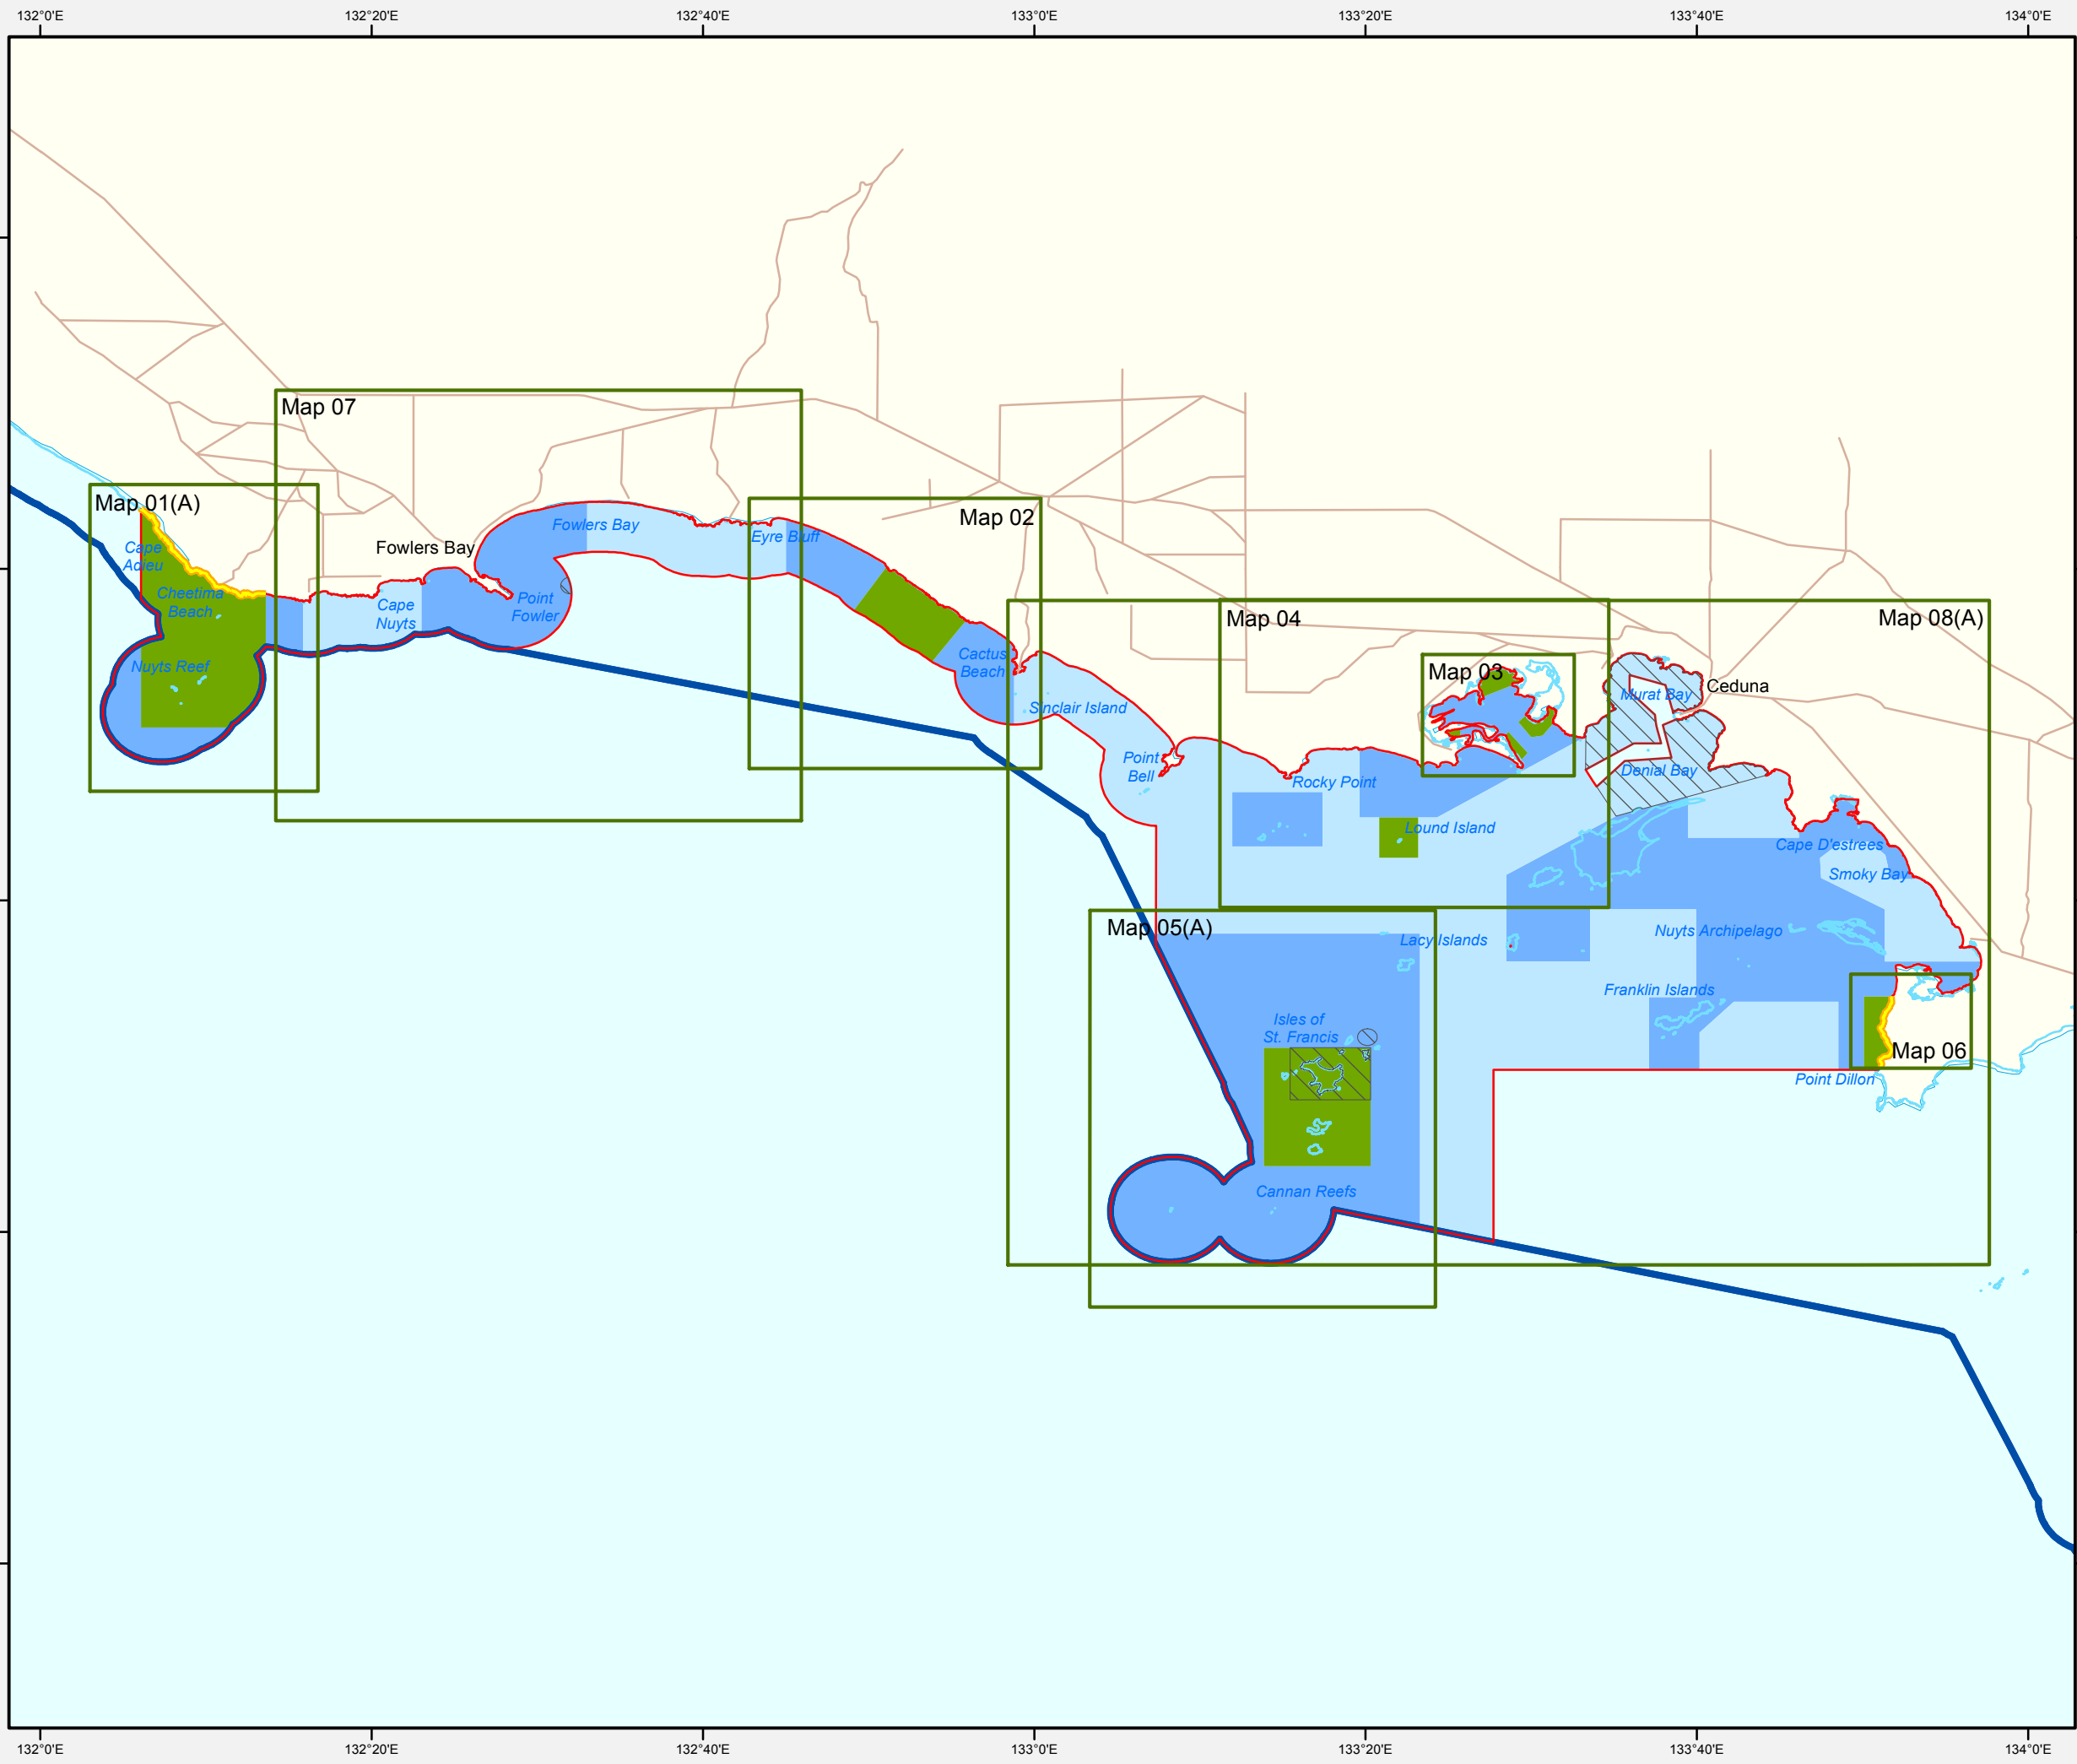 132°0'E
132°20'E
132°40'E
133°0'E
133°20'E
133°40'E
134°0'E
Map 07
Map 01(A)
Map 02
Fowlers Bay
Eyre Bluff
Fowlers Bay
Cape
Adieu
Cheetima
Beach
Point
Fowler
Cape
Nuyts
Map 04
Map 08(A)
Cactus
Beach
Nuyts Reef
Map 03
Ceduna
Murat Bay
Sinclair Island
Point
Bell
Denial Bay
Rocky Point
Lound Island
Cape D'estrees
Smoky Bay
Map 05(A)
Nuyts Archipelago
Lacy Islands
Franklin Islands
Isles of
St. Francis
Map 06
Point Dillon
Cannan Reefs
132°0'E
132°20'E
132°40'E
133°0'E
133°20'E
133°40'E
134°0'E